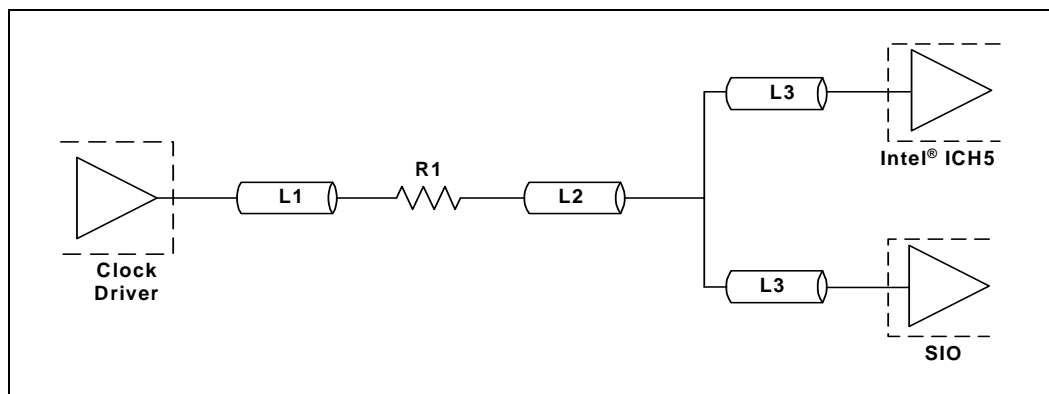 L3
Intel® ICH5
R1
L1
L2
Clock
Driver
L3
SIO